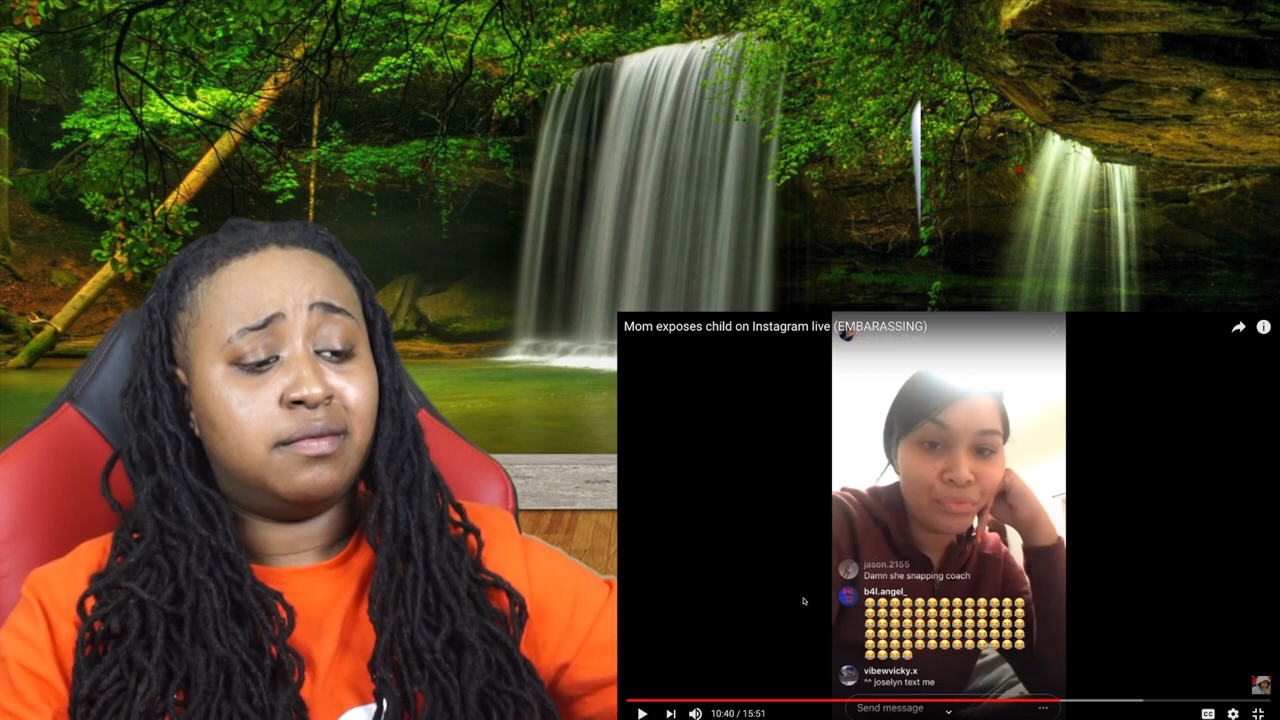 Mom exposes child on Instagram live (EMBARASSING)
jason.2155
Damn she snapping coach
b4l.angel_
😂😂😂😂😂😂😂😂😂😂😂😂😂
😂😂😂😂😂😂😂😂😂😂😂😂😂
😂😂😂😂😂😂😂😂😂😂😂😂😂
😂😂😂😂😂😂😂😂😂😂😂😂😂
😂😂😂😂😂😂😂😂😂😂😂😂😂
😂😂😂😂
vibewvicky.x
^^ joselyn text me
Send message
10:40 / 15:51
CC